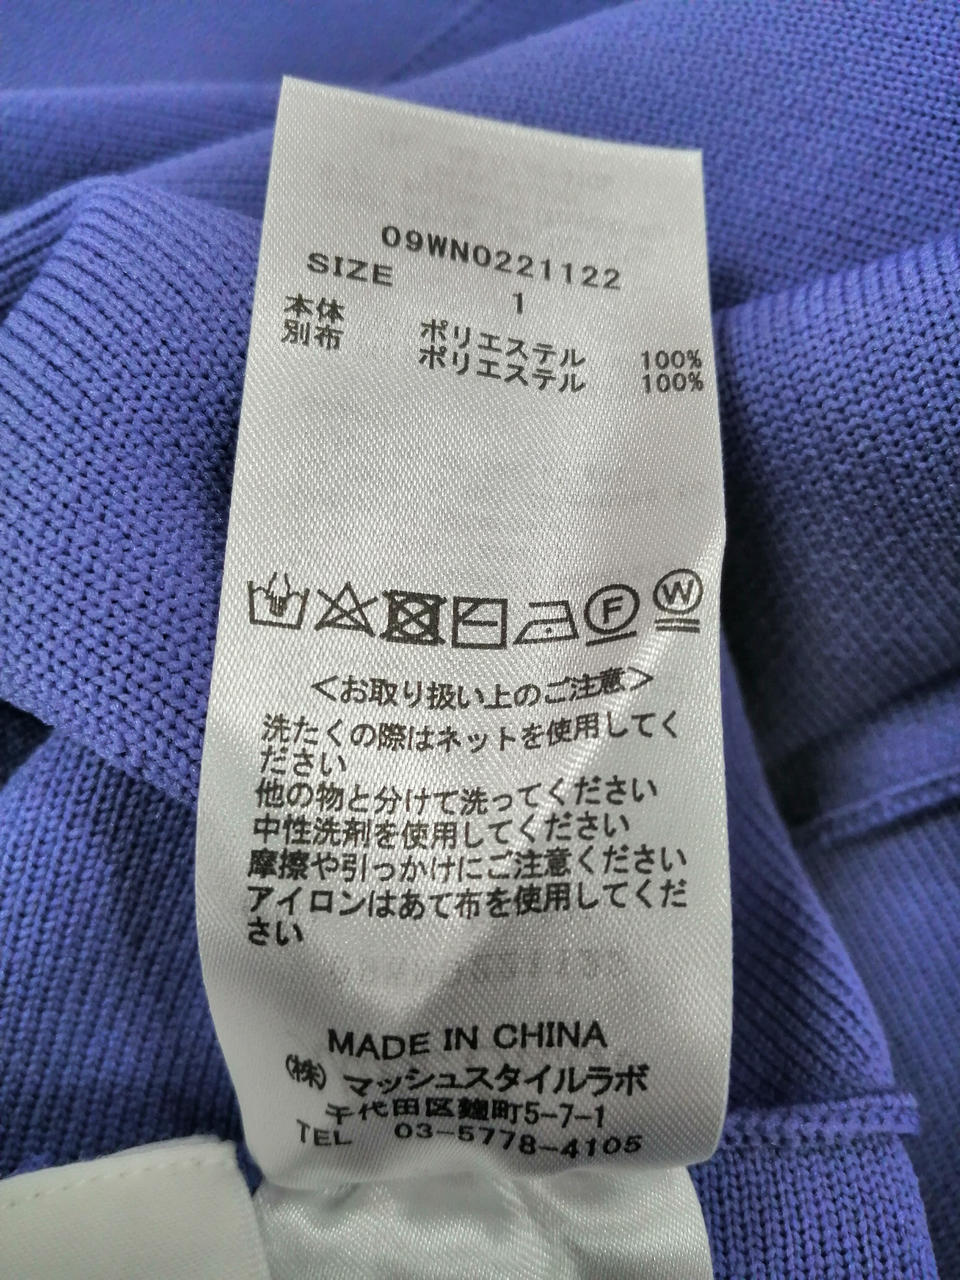 09WN0221122
SIZE 1
本体 ポリエステル 100%
別布 ポリエステル 100%
F W
<お取り扱い上のご注意>
洗たくの際はネットを使用してく
ださい
他の物と分けて洗ってください
中性洗剤を使用してください
摩擦や引っかけにご注意ください
アイロンはあて布を使用してくだ
さい
MADE IN CHINA
(株)マッシュスタイルラボ
千代田区麹町5-7-1
TEL 03-5778-4105